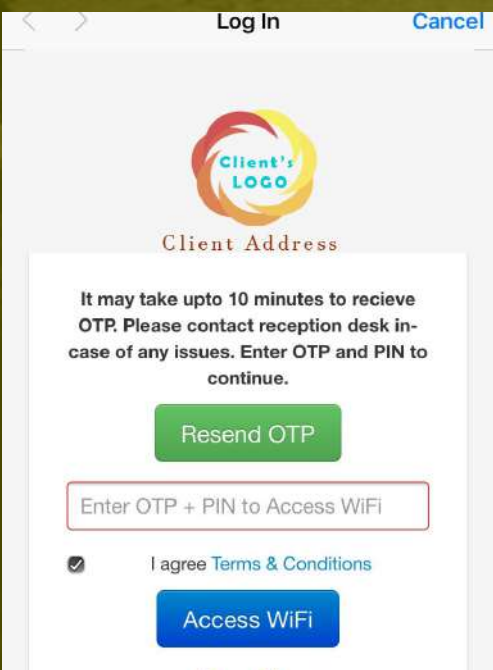 Log In
Cancel
Client's
LOGO
Client Address
It may take upto 10 minutes to recieve
OTP. Please contact reception desk in-
case of any issues. Enter OTP and PIN to
continue.
Resend OTP
Enter OTP + PIN to Access WiFi
I agree Terms & Conditions
Access WiFi